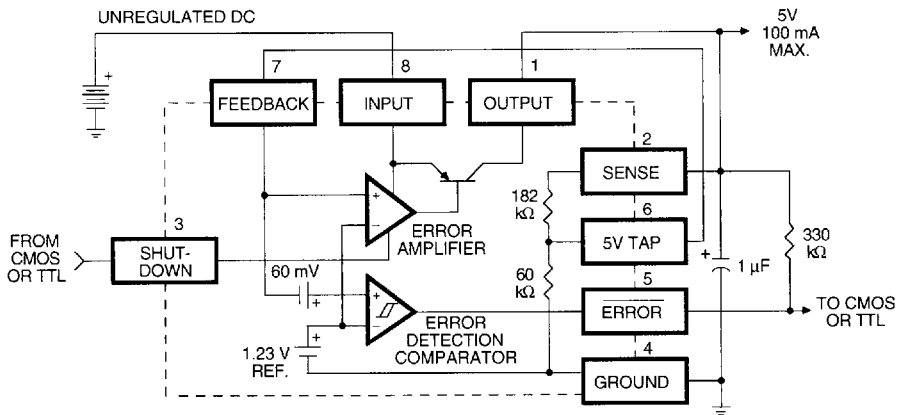 UNREGULATED DC
5V
100 mA
MAX.
7
8
1
+
FEEDBACK
INPUT
OUTPUT
2
SENSE
182
kΩ
6
+
3
ERROR
AMPLIFIER
5V TAP
330
kΩ
FROM
CMOS
OR TTL
SHUT-
DOWN
−
+
1 µF
60 mV
60
kΩ
5
+
+
ERROR
TO CMOS
OR TTL
−
+
ERROR
DETECTION
COMPARATOR
4
1.23 V
REF.
GROUND